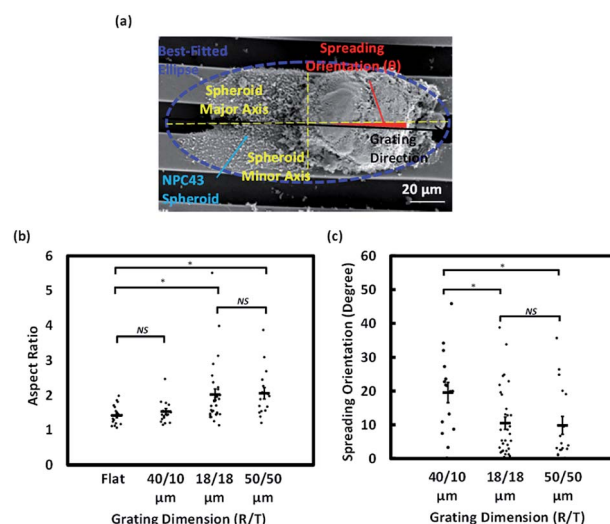 (a)
Best-Fitted
Ellipse
Spreading
Orientation (θ)
Spheroid
Major Axis
Grating
Direction
Spheroid
Minor Axis
NPC43
Spheroid
20 μm
(b)
6
5
4
3
2
1
0
Aspect Ratio
*
*
NS
NS
Flat
40/10
μm
18/18
μm
50/50
μm
Grating Dimension (R/T)
(c)
60
50
40
30
20
10
0
Spreading Orientation (Degree)
*
*
NS
40/10
μm
18/18
μm
50/50
μm
Grating Dimension (R/T)